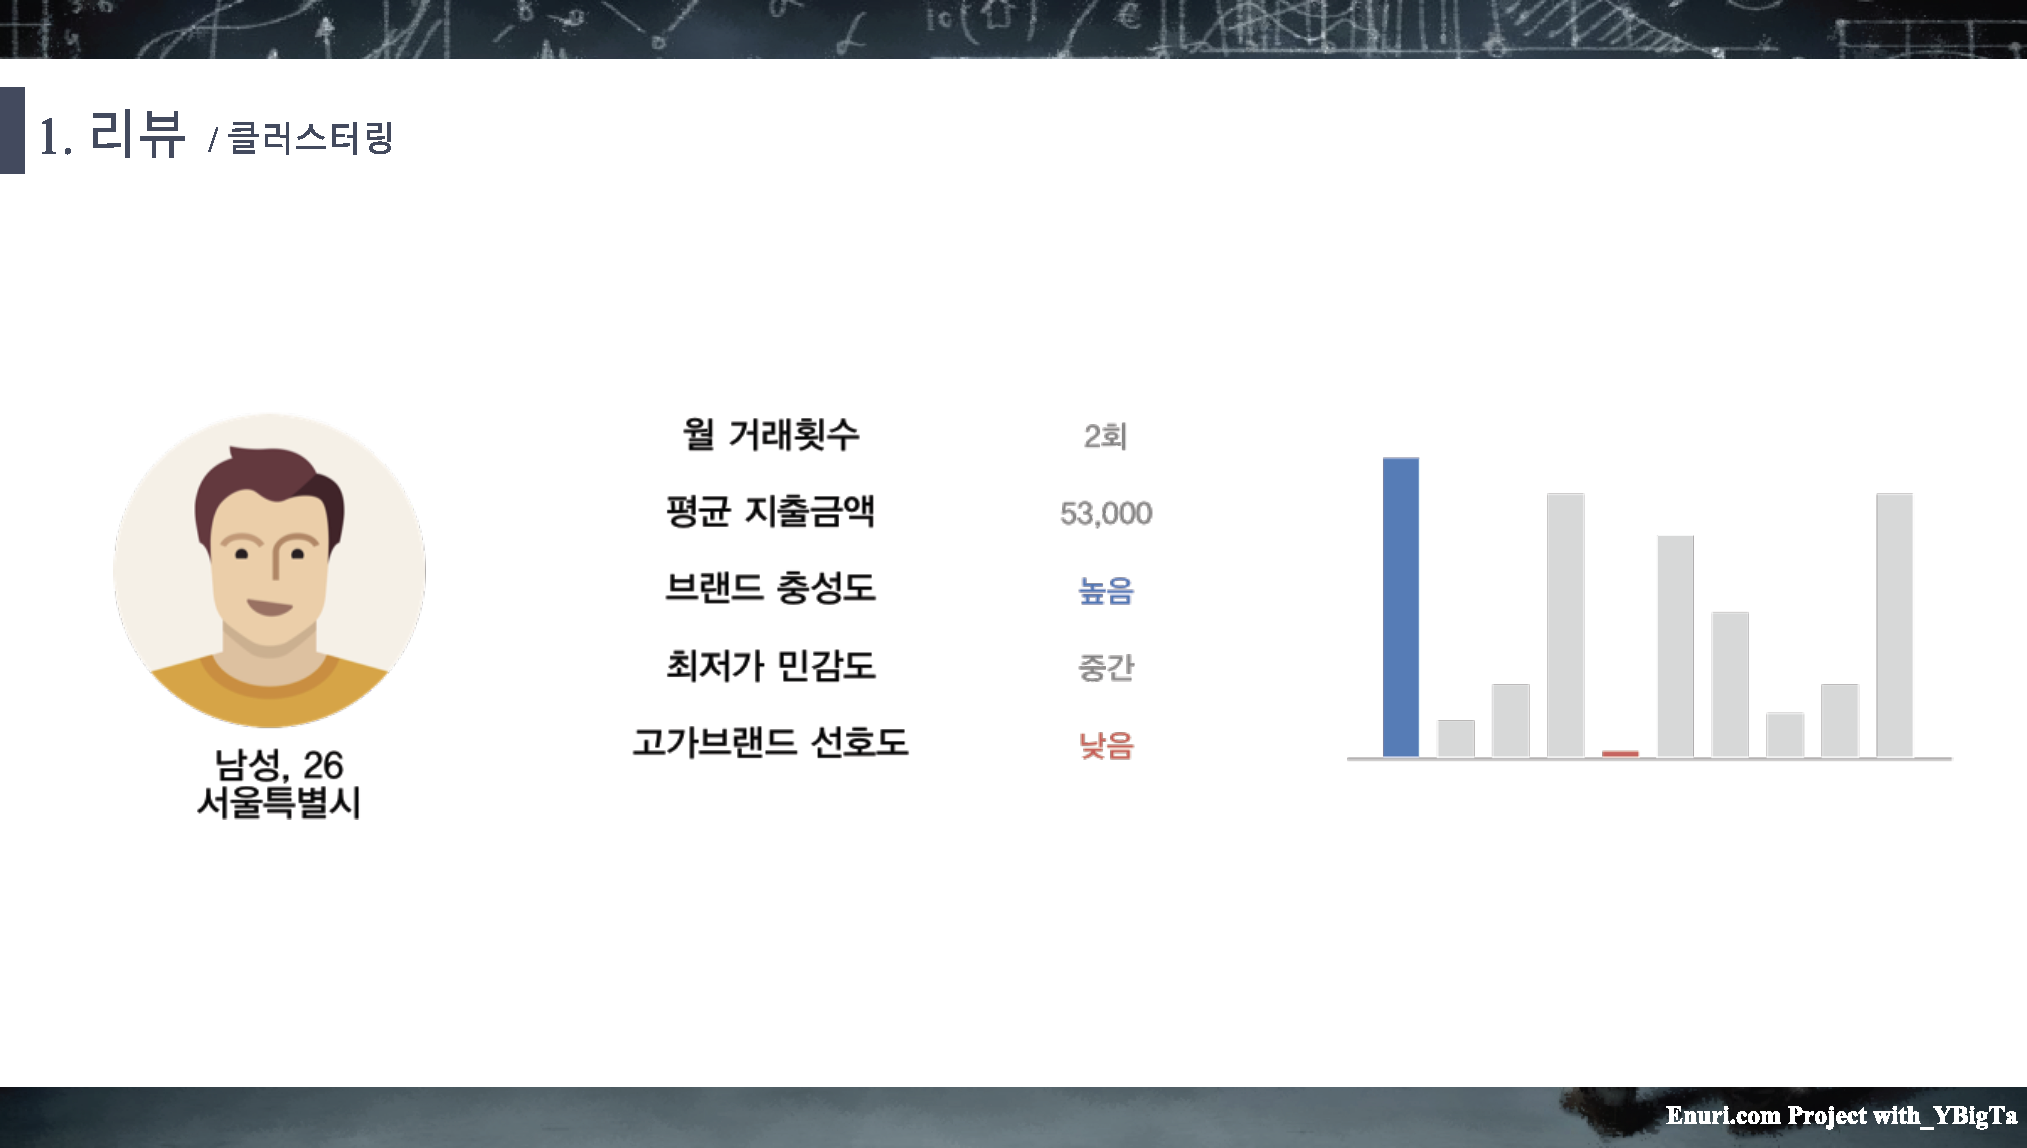 1. 리뷰 / 클러스터링
월 거래횟수 2회
평균 지출금액 53,000
브랜드 충성도 높음
최저가 민감도 중간
고가브랜드 선호도 낮음
남성, 26
서울특별시
Enuri.com Project with_YBigTa